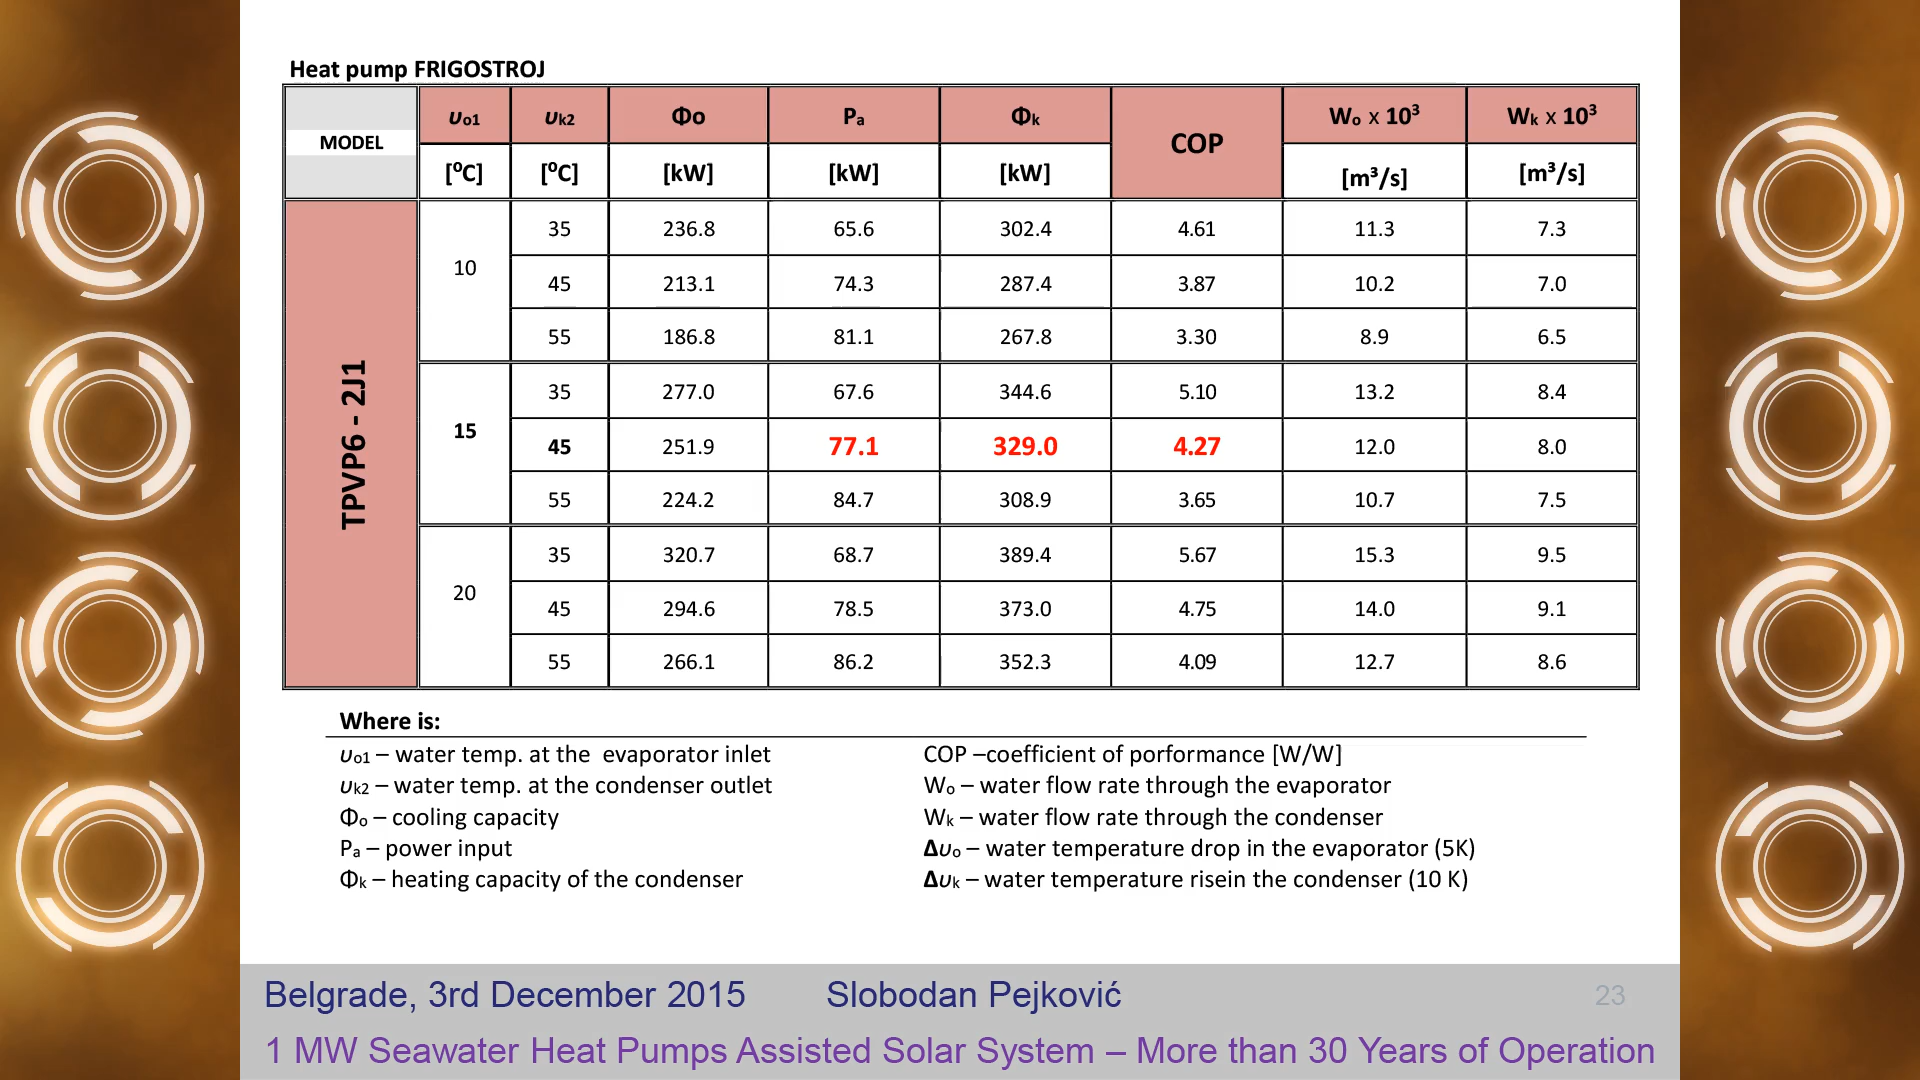 Heat pump FRIGOSTROJ
MODEL υo1 υk2 Φo Pa Φk COP Wo x 10³ Wk x 10³
[⁰C] [⁰C] [kW] [kW] [kW] [m³/s] [m³/s]
TPVP6 - 2J1
10 35 236.8 65.6 302.4 4.61 11.3 7.3
45 213.1 74.3 287.4 3.87 10.2 7.0
55 186.8 81.1 267.8 3.30 8.9 6.5
15 35 277.0 67.6 344.6 5.10 13.2 8.4
45 251.9 77.1 329.0 4.27 12.0 8.0
55 224.2 84.7 308.9 3.65 10.7 7.5
20 35 320.7 68.7 389.4 5.67 15.3 9.5
45 294.6 78.5 373.0 4.75 14.0 9.1
55 266.1 86.2 352.3 4.09 12.7 8.6
Where is:
υo1 – water temp. at the evaporator inlet
υk2 – water temp. at the condenser outlet
Φo – cooling capacity
Pa – power input
Φk – heating capacity of the condenser
COP –coefficient of porformance [W/W]
Wo – water flow rate through the evaporator
Wk – water flow rate through the condenser
Δυo – water temperature drop in the evaporator (5K)
Δυk – water temperature risein the condenser (10 K)
Belgrade, 3rd December 2015 Slobodan Pejković 23
1 MW Seawater Heat Pumps Assisted Solar System – More than 30 Years of Operation